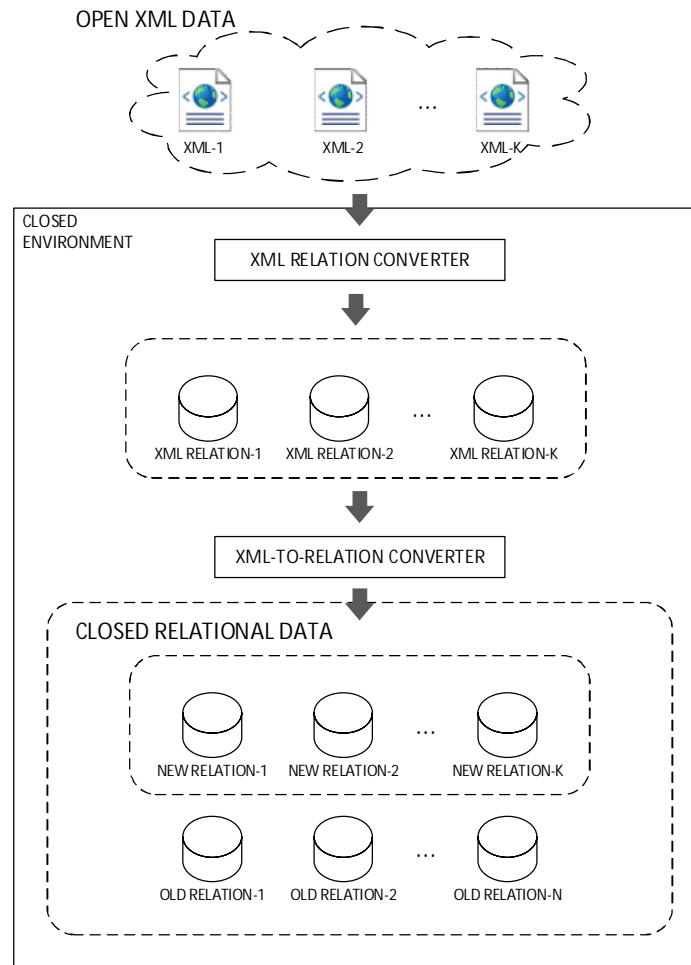 OPEN XML DATA
XML-1 XML-2 ... XML-K
CLOSED
ENVIRONMENT
XML RELATION CONVERTER
...
XML RELATION-1 XML RELATION-2 XML RELATION-K
XML-TO-RELATION CONVERTER
CLOSED RELATIONAL DATA
...
NEW RELATION-1 NEW RELATION-2 NEW RELATION-K
...
OLD RELATION-1 OLD RELATION-2 OLD RELATION-N